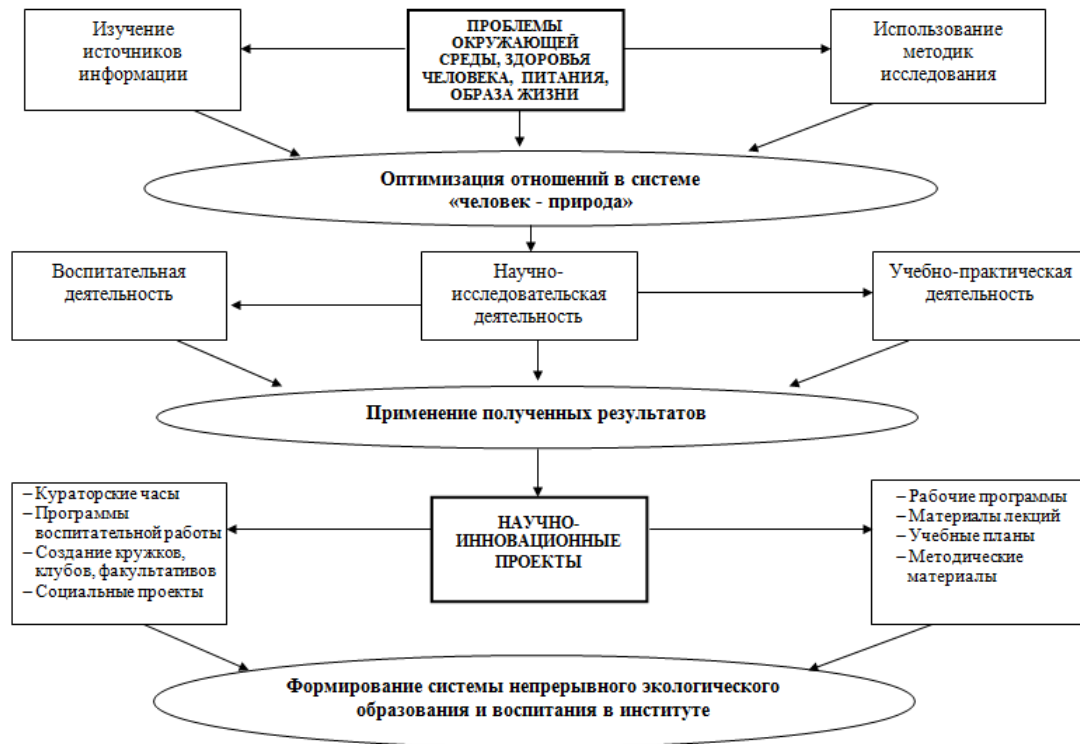 Изучение
источников
информации
ПРОБЛЕМЫ
ОКРУЖАЮЩЕЙ
СРЕДЫ, ЗДОРОВЬЯ
ЧЕЛОВЕКА, ПИТАНИЯ,
ОБРАЗА ЖИЗНИ
Использование
методик
исследования
Оптимизация отношений в системе
«человек - природа»
Воспитательная
деятельность
Научно-
исследовательская
деятельность
Учебно-практическая
деятельность
Применение полученных результатов
– Кураторские часы
– Программы
воспитательной работы
– Создание кружков,
клубов, факультативов
– Социальные проекты
НАУЧНО-
ИННОВАЦИОННЫЕ
ПРОЕКТЫ
– Рабочие программы
– Материалы лекций
– Учебные планы
– Методические
материалы
Формирование системы непрерывного экологического
образования и воспитания в институте